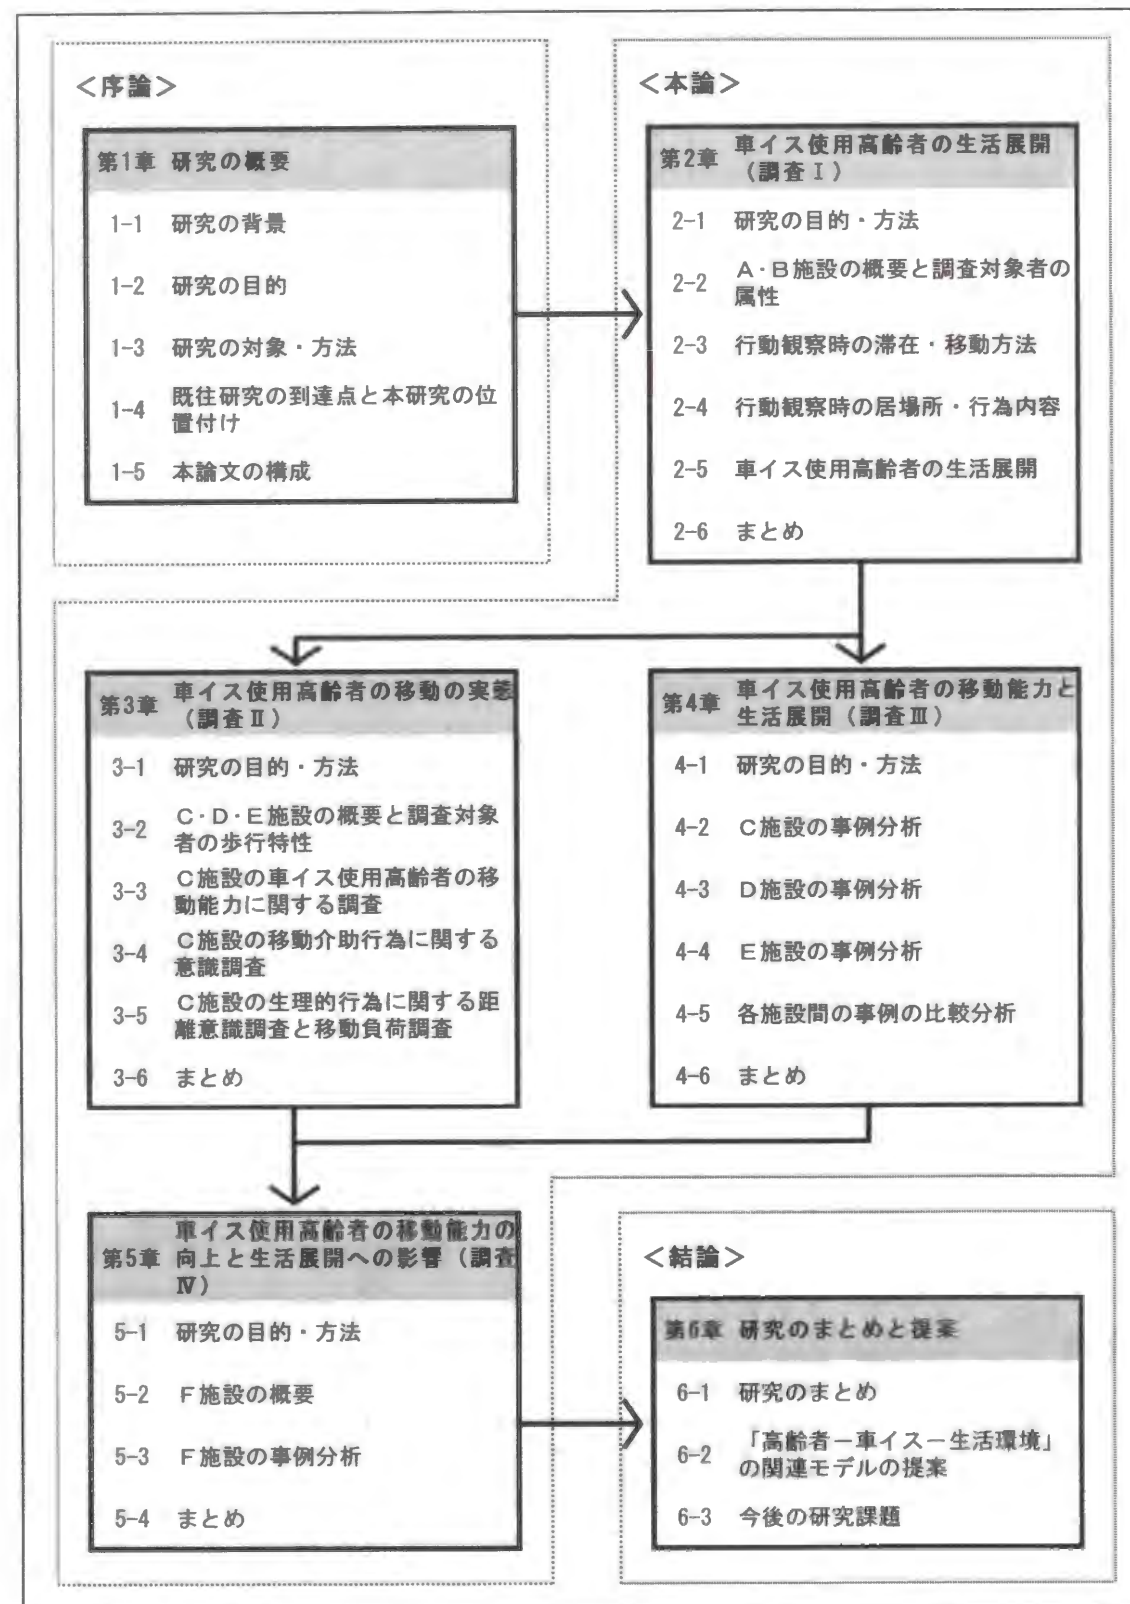 ＜序論＞
第1章 研究の概要
1-1 研究の背景
1-2 研究の目的
1-3 研究の対象・方法
1-4 既往研究の到達点と本研究の位
置付け
1-5 本論文の構成
＜本論＞
第2章 車イス使用高齢者の生活展開
（調査Ⅰ）
2-1 研究の目的・方法
2-2 A・B施設の概要と調査対象者の
属性
2-3 行動観察時の滞在・移動方法
2-4 行動観察時の居場所・行為内容
2-5 車イス使用高齢者の生活展開
2-6 まとめ
第3章 車イス使用高齢者の移動の実態
（調査Ⅱ）
3-1 研究の目的・方法
3-2 C・D・E施設の概要と調査対象
者の歩行特性
3-3 C施設の車イス使用高齢者の移
動能力に関する調査
3-4 C施設の移動介助行為に関する
意識調査
3-5 C施設の生理的行為に関する距
離意識調査と移動負荷調査
3-6 まとめ
第4章 車イス使用高齢者の移動能力と
生活展開（調査Ⅲ）
4-1 研究の目的・方法
4-2 C施設の事例分析
4-3 D施設の事例分析
4-4 E施設の事例分析
4-5 各施設間の事例の比較分析
4-6 まとめ
第5章 車イス使用高齢者の移動能力の
向上と生活展開への影響（調査
Ⅳ）
5-1 研究の目的・方法
5-2 F施設の概要
5-3 F施設の事例分析
5-4 まとめ
＜結論＞
第6章 研究のまとめと提案
6-1 研究のまとめ
6-2 「高齢者－車イス－生活環境」
の関連モデルの提案
6-3 今後の研究課題